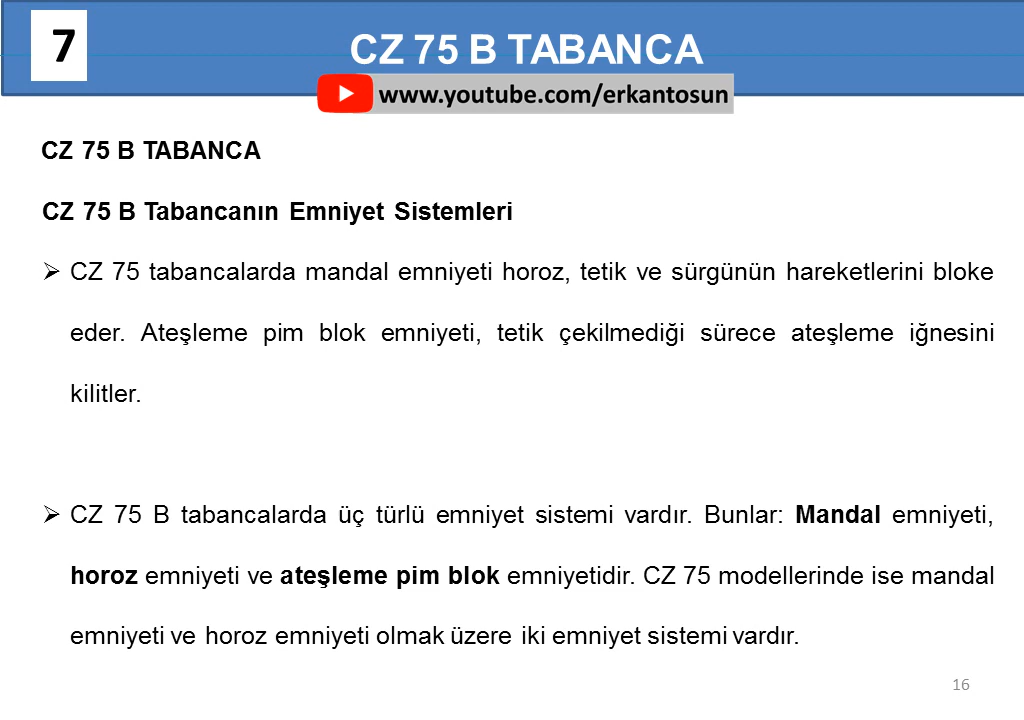 7
CZ 75 B TABANCA
www.youtube.com/erkantosun
CZ 75 B TABANCA
CZ 75 B Tabancanın Emniyet Sistemleri
➢ CZ 75 tabancalarda mandal emniyeti horoz, tetik ve sürgünün hareketlerini bloke
eder. Ateşleme pim blok emniyeti, tetik çekilmediği sürece ateşleme iğnesini
kilitler.
➢ CZ 75 B tabancalarda üç türlü emniyet sistemi vardır. Bunlar: Mandal emniyeti,
horoz emniyeti ve ateşleme pim blok emniyetidir. CZ 75 modellerinde ise mandal
emniyeti ve horoz emniyeti olmak üzere iki emniyet sistemi vardır.
16